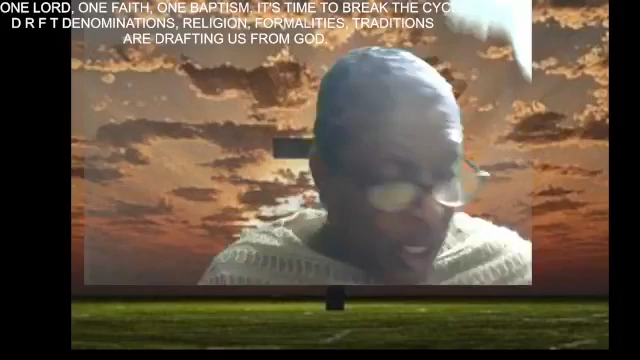 ONE LORD, ONE FAITH, ONE BAPTISM. IT'S TIME TO BREAK THE CYC
D R F T DENOMINATIONS, RELIGION, FORMALITIES, TRADITIONS
ARE DRAFTING US FROM GOD.